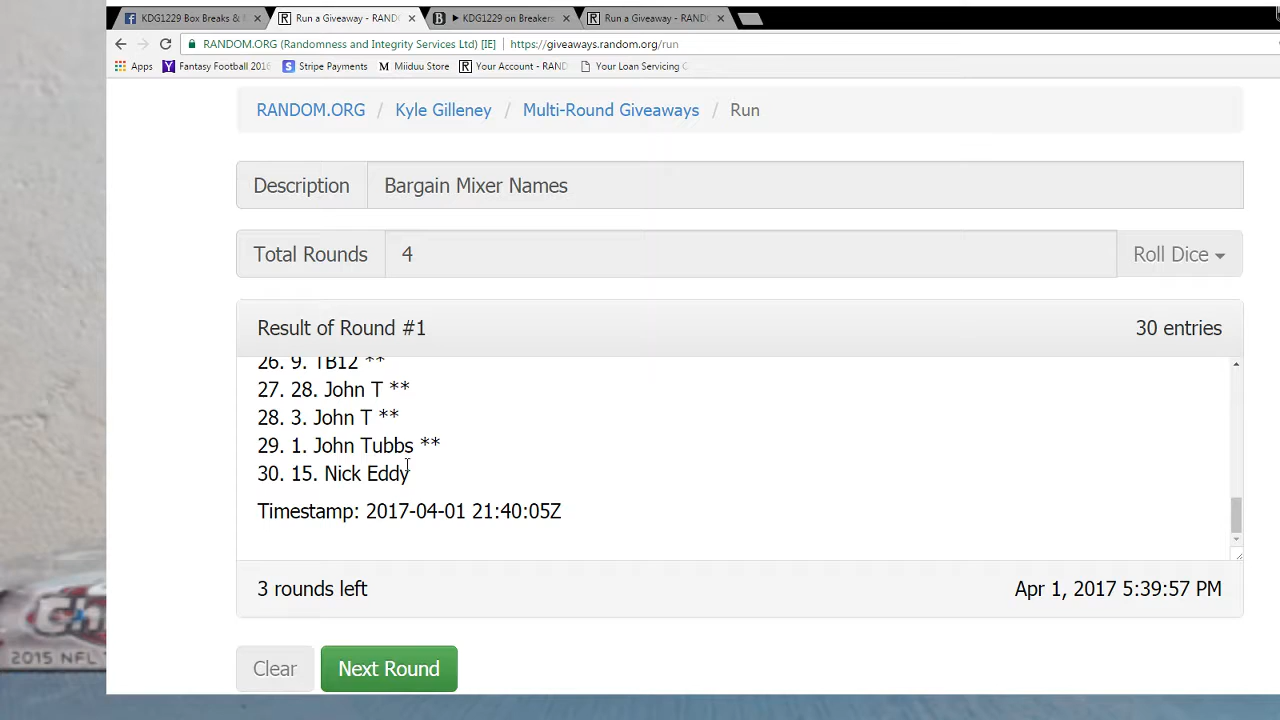 KDG1229 Box Breaks &
Run a Giveaway - RAND
KDG1229 on Breakers
Run a Giveaway - RAND
RANDOM.ORG (Randomness and Integrity Services Ltd) [IE]
https://giveaways.random.org/run
Apps
Fantasy Football 2016
Stripe Payments
Miiduu Store
Your Account - RAND
Your Loan Servicing
RANDOM.ORG / Kyle Gilleney / Multi-Round Giveaways / Run
Description
Bargain Mixer Names
Total Rounds
4
Roll Dice
Result of Round #1
30 entries
26. 9. TB12 **
27. 28. John T **
28. 3. John T **
29. 1. John Tubbs **
30. 15. Nick Eddy
Timestamp: 2017-04-01 21:40:05Z
3 rounds left
Apr 1, 2017 5:39:57 PM
Clear
Next Round
2015 NFL